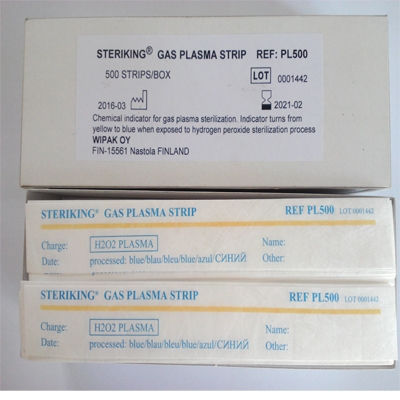 STERIKING® GAS PLASMA STRIP REF: PL500
500 STRIPS/BOX
LOT 0001442
2016-03
2021-02
Chemical indicator for gas plasma sterilization. Indicator turns from
yellow to blue when exposed to hydrogen peroxide sterilization process
WIPAK OY
FIN-15561 Nastola FINLAND
STERIKING® GAS PLASMA STRIP REF PL500 LOT 0001442
Charge: H2O2 PLASMA Name:
Date: processed: blue/blau/bleu/blue/azul/СИНИЙ Other:
STERIKING® GAS PLASMA STRIP REF PL500 LOT 0001442
Charge: H2O2 PLASMA Name:
Date: processed: blue/blau/bleu/blue/azul/СИНИЙ Other: